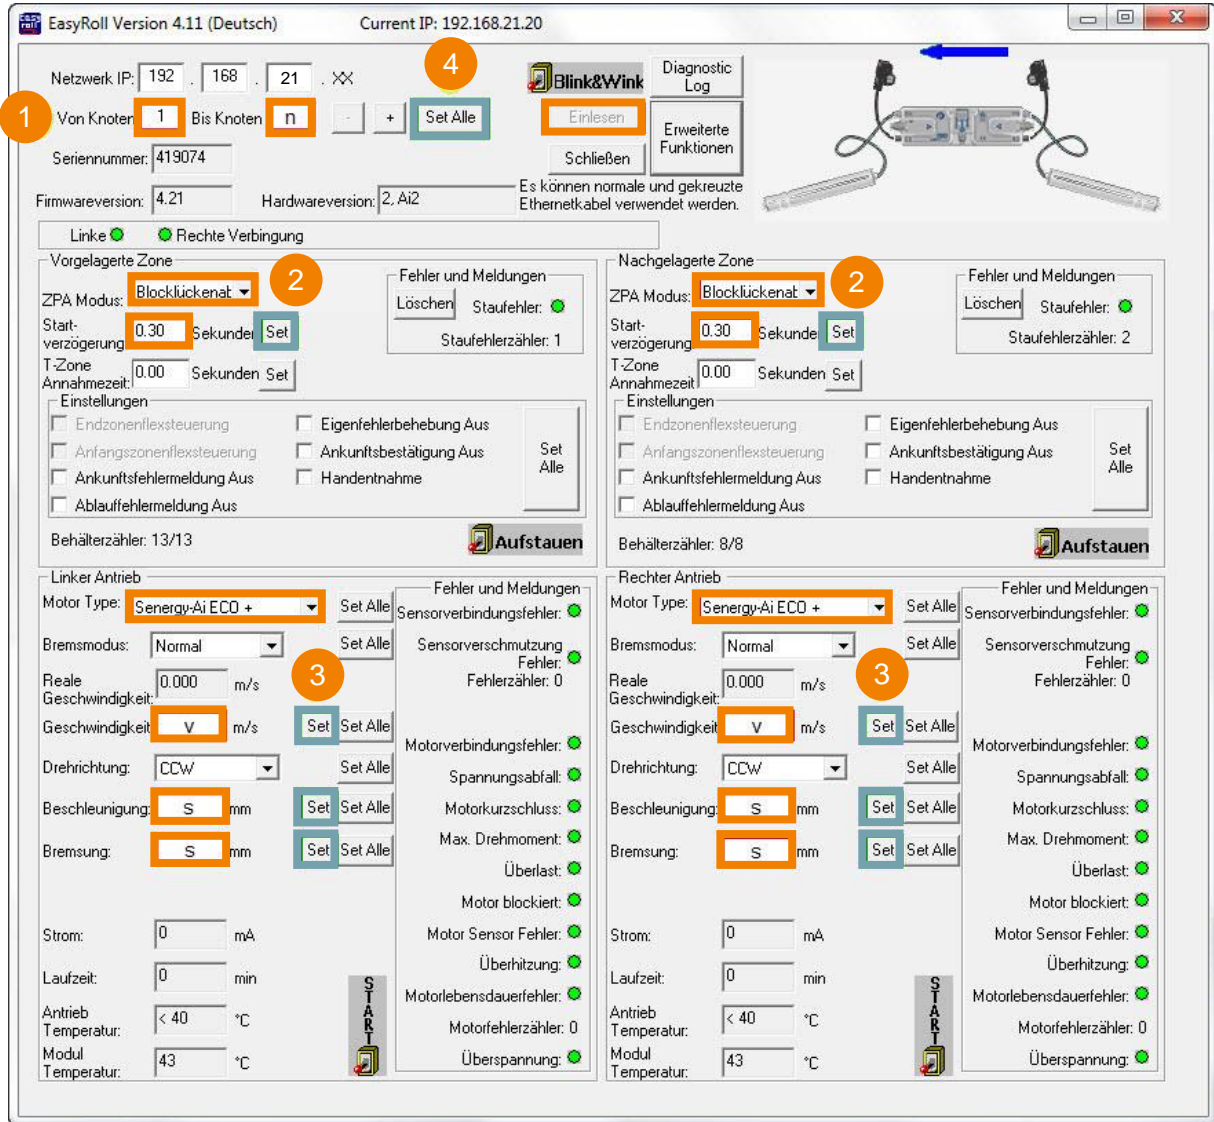 EasyRoll Version 4.11 (Deutsch) Current IP: 192.168.21.20
Netzwerk IP: 192 . 168 . 21 . XX
4
Blink&Wink
Diagnostic Log
1
Von Knoten 1 Bis Knoten n - + Set Alle
Einlesen
Erweiterte Funktionen
Seriennummer: 419074
Schließen
Firmwareversion: 4.21 Hardwareversion: 2, Ai2
Es können normale und gekreuzte
Ethernetkabel verwendet werden.
Linke Rechte Verbingung
Vorgelagerte Zone
ZPA Modus: Blocklückenat
2
Start-
verzögerung 0.30 Sekunden Set
T-Zone
Annahmezeit: 0.00 Sekunden Set
Fehler und Meldungen
Löschen Staufehler:
Staufehlerzähler: 1
Einstellungen
Endzonenflexsteuerung Eigenfehlerbehebung Aus
Anfangszonenflexsteuerung Ankunftsbestätigung Aus
Ankunftsfehlermeldung Aus Handentnahme
Ablauffehlermeldung Aus
Set Alle
Behälterzähler: 13/13 Aufstauen
Nachgelagerte Zone
ZPA Modus: Blocklückenat
2
Start-
verzögerung 0.30 Sekunden Set
T-Zone
Annahmezeit 0.00 Sekunden Set
Fehler und Meldungen
Löschen Staufehler:
Staufehlerzähler: 2
Einstellungen
Endzonenflexsteuerung Eigenfehlerbehebung Aus
Anfangszonenflexsteuerung Ankunftsbestätigung Aus
Ankunftsfehlermeldung Aus Handentnahme
Ablauffehlermeldung Aus
Set Alle
Behälterzähler: 8/8 Aufstauen
Linker Antrieb
Motor Type: Senergy-Ai ECO + Set Alle
Bremsmodus: Normal Set Alle
Reale
Geschwindigkeit: 0.000 m/s
3
Geschwindigkeit v m/s Set Set Alle
Drehrichtung: CCW Set Alle
Beschleunigung: s mm Set Set Alle
Bremsung: s mm Set Set Alle
Strom: 0 mA
Laufzeit: 0 min
Antrieb
Temperatur: < 40 °C
Modul
Temperatur: 43 °C
START
Fehler und Meldungen
Sensorverbindungsfehler:
Sensorverschmutzung
Fehler:
Fehlerzähler: 0
Motorverbindungsfehler:
Spannungsabfall:
Motorkurzschluss:
Max. Drehmoment:
Überlast:
Motor blockiert:
Motor Sensor Fehler:
Überhitzung:
Motorlebensdauerfehler:
Motorfehlerzähler: 0
Überspannung:
Rechter Antrieb
Motor Type: Senergy-Ai ECO + Set Alle
Bremsmodus: Normal Set Alle
Reale
Geschwindigkeit: 0.000 m/s
3
Geschwindigkeit v m/s Set Set Alle
Drehrichtung: CCW Set Alle
Beschleunigung: s mm Set Set Alle
Bremsung: s mm Set Set Alle
Strom: 0 mA
Laufzeit: 0 min
Antrieb
Temperatur: < 40 °C
Modul
Temperatur: 43 °C
START
Fehler und Meldungen
Sensorverbindungsfehler:
Sensorverschmutzung
Fehler:
Fehlerzähler: 0
Motorverbindungsfehler:
Spannungsabfall:
Motorkurzschluss:
Max. Drehmoment:
Überlast:
Motor blockiert:
Motor Sensor Fehler:
Überhitzung:
Motorlebensdauerfehler:
Motorfehlerzähler: 0
Überspannung: